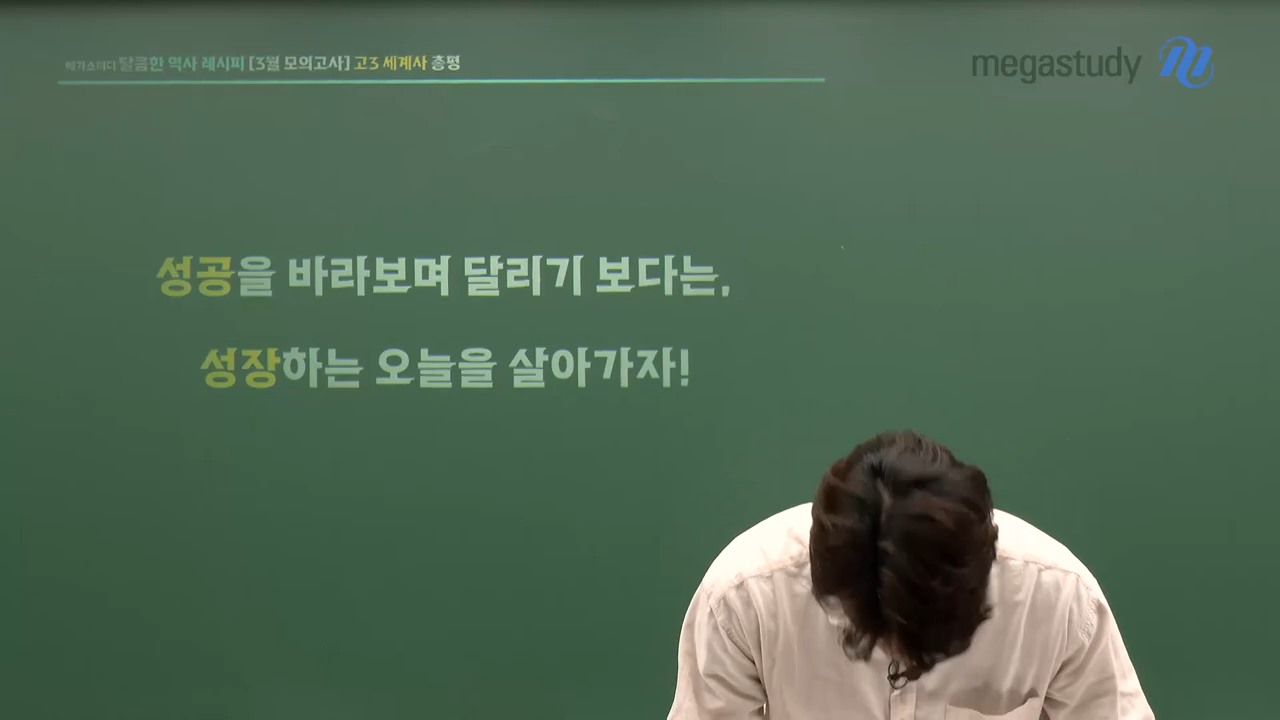 달콤한 역사 레시피 [3월 모의고사] 고3 세계사 총평
megastudy
성공을 바라보며 달리기 보다는,
성장하는 오늘을 살아가자!